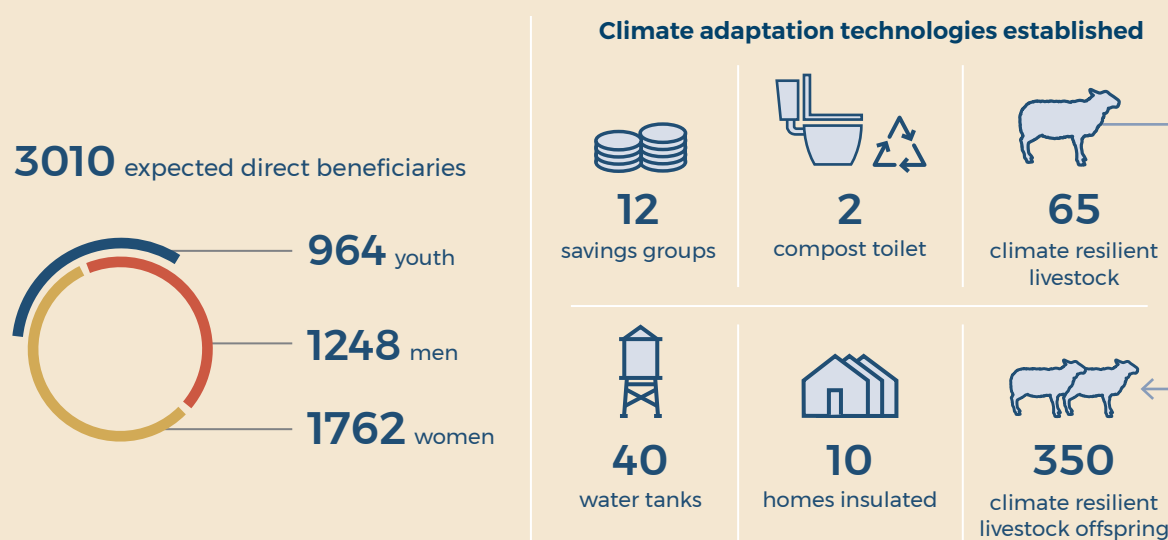 3010 expected direct beneficiaries
964 youth
1248 men
1762 women
Climate adaptation technologies established
12
savings groups
2
compost toilet
65
climate resilient
livestock
40
water tanks
10
homes insulated
350
climate resilient
livestock offspring